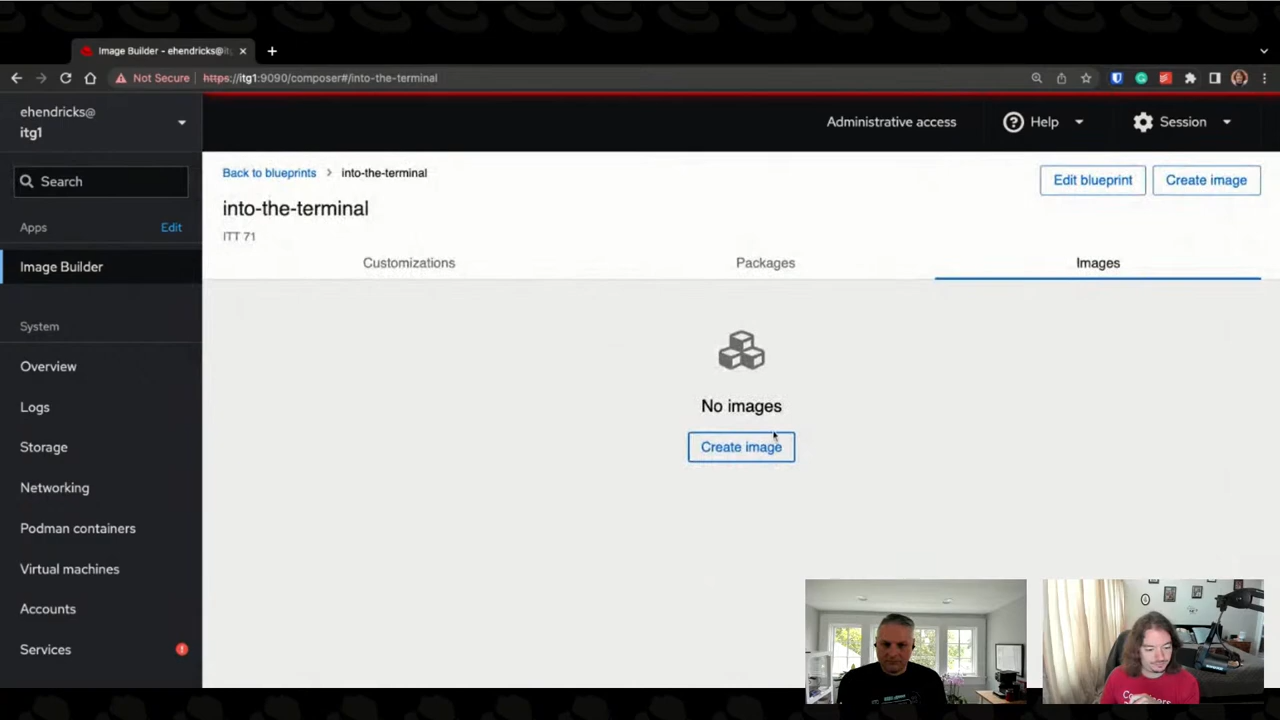 Image Builder - ehendricks@itg
Not Secure https://itg1:9090/composer#/into-the-terminal
ehendricks@
itg1
Administrative access
Help
Session
Search
Back to blueprints > into-the-terminal
Edit blueprint
Create image
into-the-terminal
ITT 71
Apps
Edit
Customizations
Packages
Images
Image Builder
System
Overview
Logs
Storage
Networking
Podman containers
Virtual machines
Accounts
Services
No images
Create image